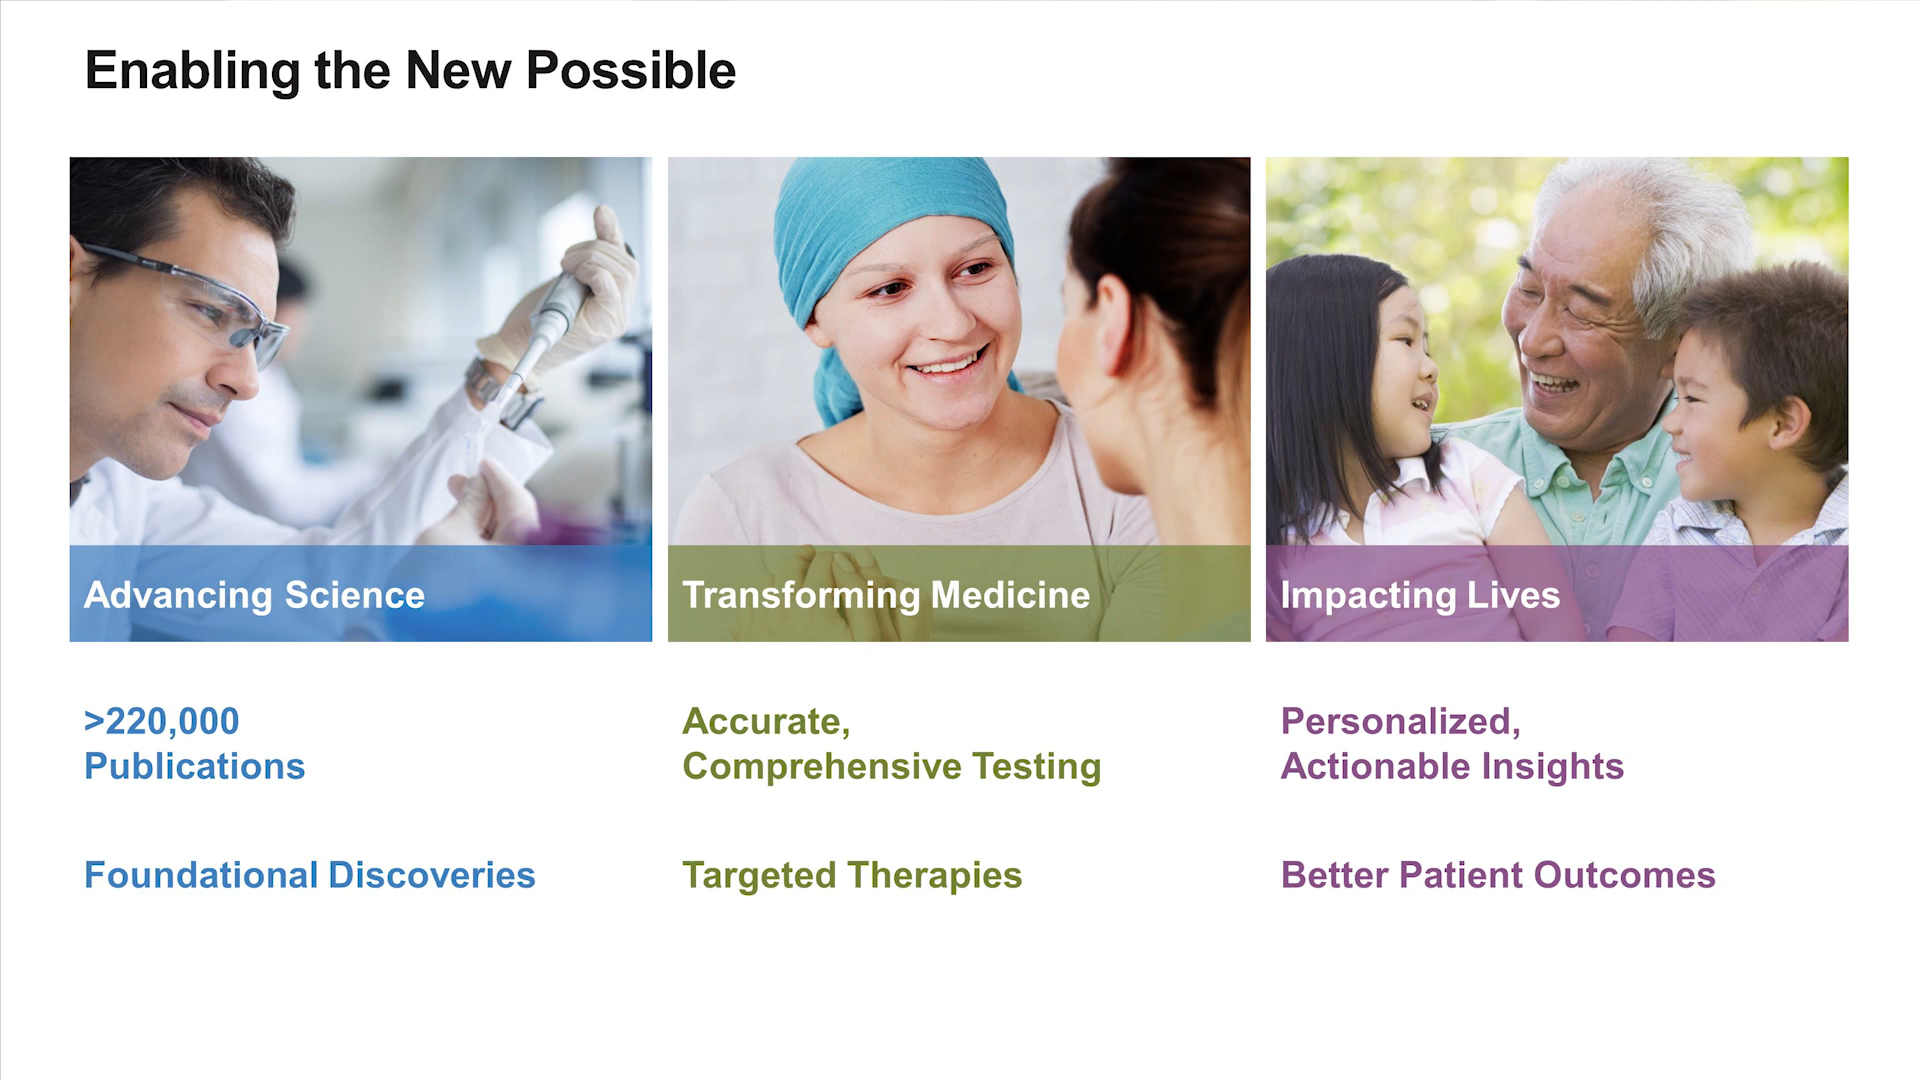 Enabling the New Possible
Advancing Science
Transforming Medicine
Impacting Lives
>220,000
Publications
Accurate,
Comprehensive Testing
Personalized,
Actionable Insights
Foundational Discoveries
Targeted Therapies
Better Patient Outcomes